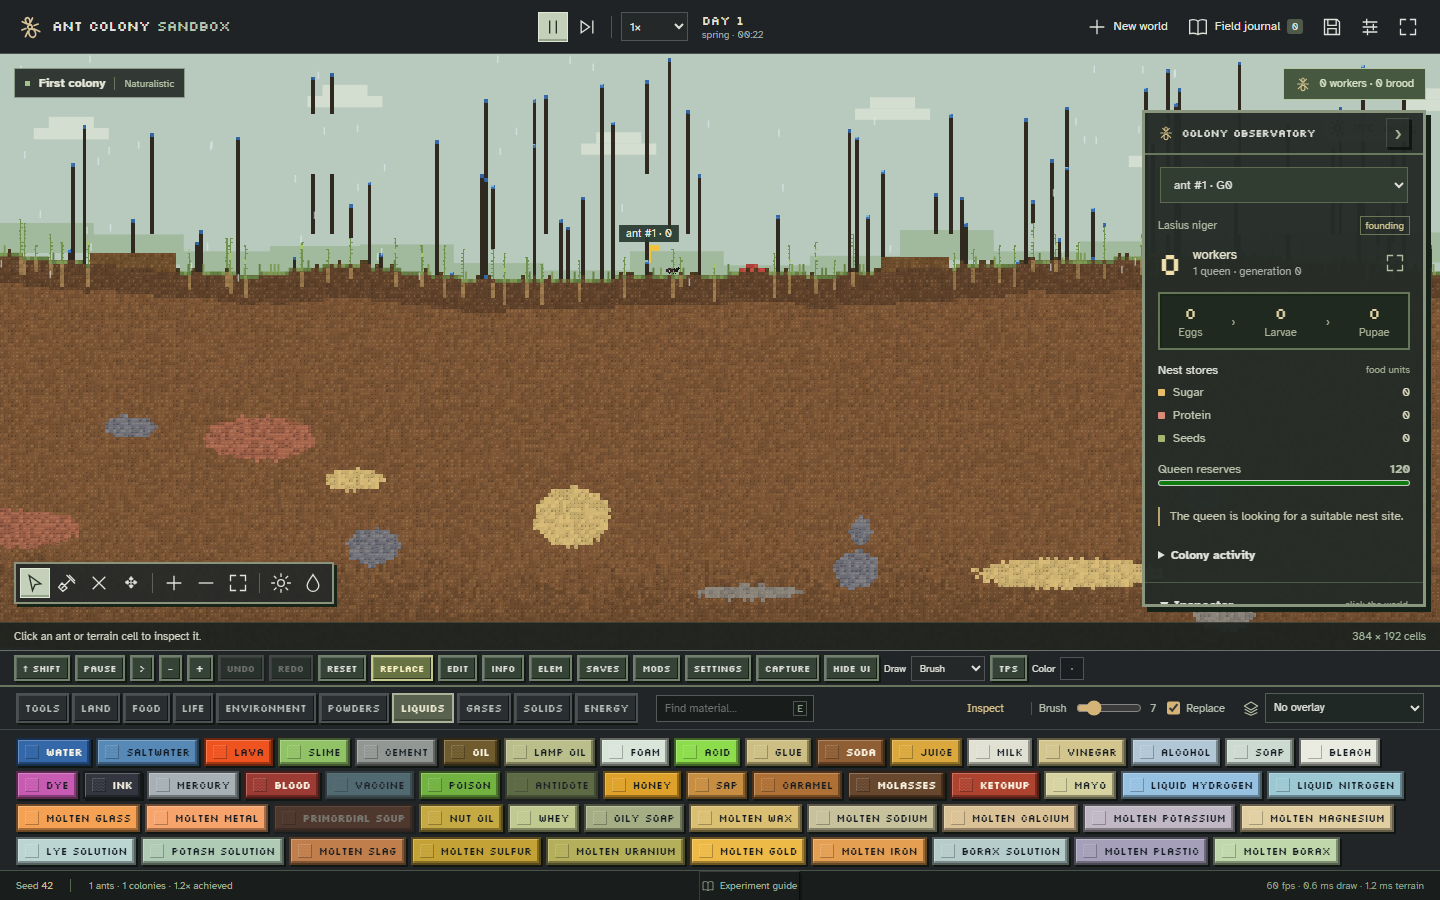 ANT COLONY SANDBOX
1x
DAY 1
spring · 00:22
New world
Field journal 0
First colony Naturalistic
0 workers · 0 brood
ant #1 · 0
COLONY OBSERVATORY
ant #1 · G0
Lasius niger founding
0 workers
1 queen · generation 0
0 0 0
Eggs › Larvae › Pupae
Nest stores food units
Sugar 0
Protein 0
Seeds 0
Queen reserves 120
The queen is looking for a suitable nest site.
Colony activity
Inspector click the world
Click an ant or terrain cell to inspect it. 384 × 192 cells
↑ SHIFT PAUSE > - + UNDO REDO RESET REPLACE EDIT INFO ELEM SAVES MODS SETTINGS CAPTURE HIDE UI Draw Brush TPS Color
TOOLS LAND FOOD LIFE ENVIRONMENT POWDERS LIQUIDS GASES SOLIDS ENERGY Find material... E Inspect Brush 7 Replace No overlay
WATER SALTWATER LAVA SLIME CEMENT OIL LAMP OIL FOAM ACID GLUE SODA JUICE MILK VINEGAR ALCOHOL SOAP BLEACH
DYE INK MERCURY BLOOD VACCINE POISON ANTIDOTE HONEY SAP CARAMEL MOLASSES KETCHUP MAYO LIQUID HYDROGEN LIQUID NITROGEN
MOLTEN GLASS MOLTEN METAL PRIMORDIAL SOUP NUT OIL WHEY OILY SOAP MOLTEN WAX MOLTEN SODIUM MOLTEN CALCIUM MOLTEN POTASSIUM MOLTEN MAGNESIUM
LYE SOLUTION POTASH SOLUTION MOLTEN SLAG MOLTEN SULFUR MOLTEN URANIUM MOLTEN GOLD MOLTEN IRON BORAX SOLUTION MOLTEN PLASTIC MOLTEN BORAX
Seed 42 1 ants · 1 colonies · 1.2× achieved Experiment guide 60 fps · 0.6 ms draw · 1.2 ms terrain